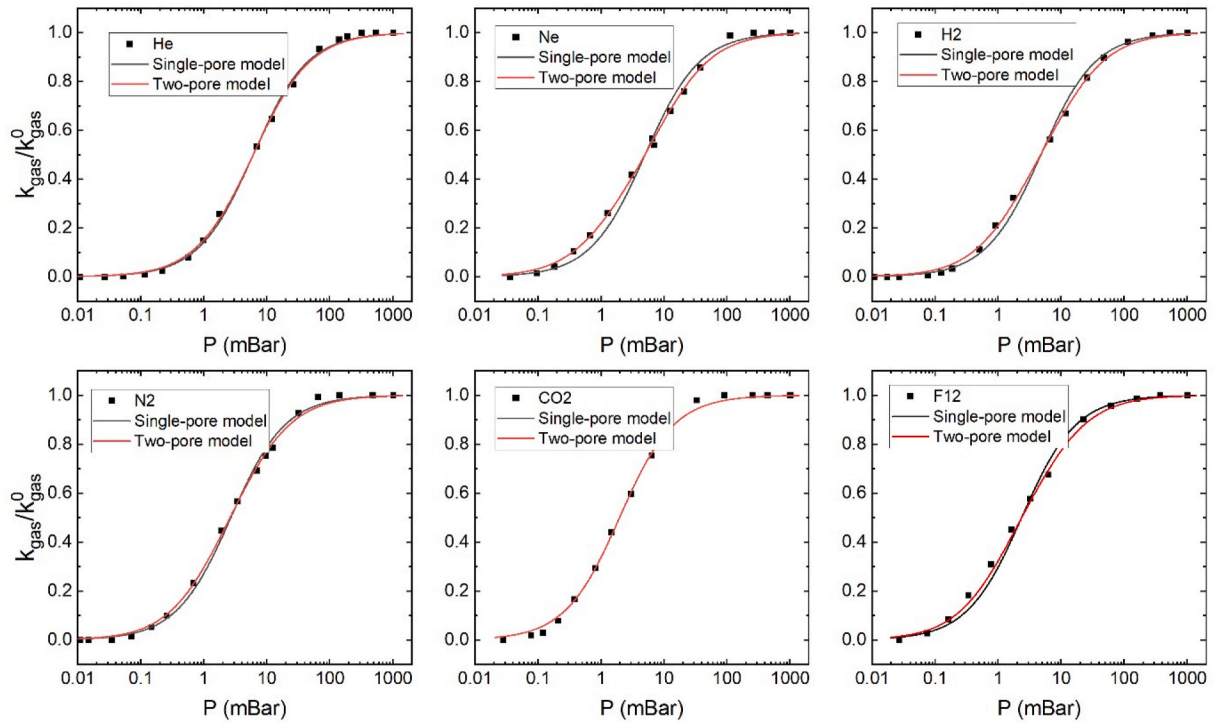 He
Single-pore model
Two-pore model
Ne
Single-pore model
Two-pore model
H2
Single-pore model
Two-pore model
k_gas/k⁰_gas
1.0
0.8
0.6
0.4
0.2
0.0
1.0
0.8
0.6
0.4
0.2
0.0
1.0
0.8
0.6
0.4
0.2
0.0
0.01 0.1 1 10 100 1000
0.01 0.1 1 10 100 1000
0.01 0.1 1 10 100 1000
P (mBar)
P (mBar)
P (mBar)
N2
Single-pore model
Two-pore model
CO2
Single-pore model
Two-pore model
F12
Single-pore model
Two-pore model
k_gas/k⁰_gas
1.0
0.8
0.6
0.4
0.2
0.0
1.0
0.8
0.6
0.4
0.2
0.0
1.0
0.8
0.6
0.4
0.2
0.0
0.01 0.1 1 10 100 1000
0.01 0.1 1 10 100 1000
0.01 0.1 1 10 100 1000
P (mBar)
P (mBar)
P (mBar)